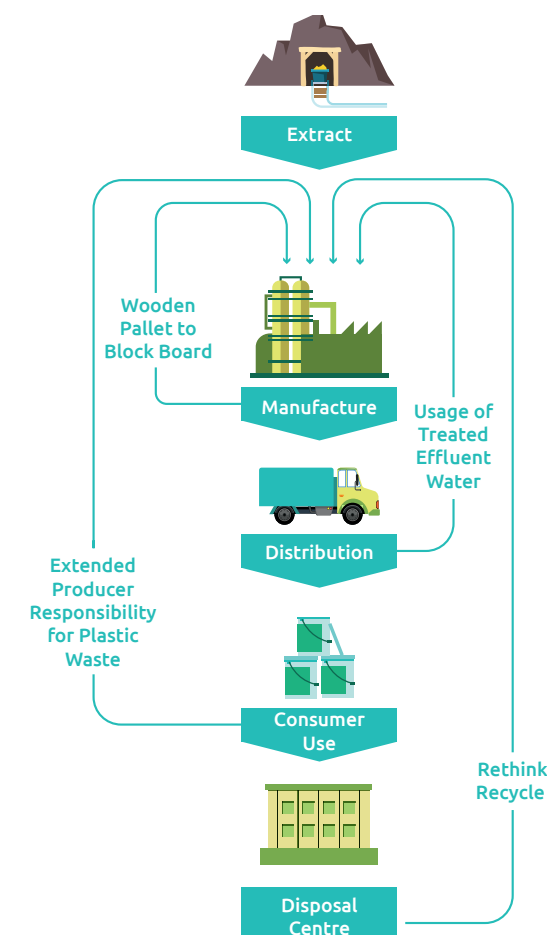 Extract
Wooden
Pallet to
Block Board
Manufacture
Usage of
Treated
Effluent
Water
Distribution
Extended
Producer
Responsibility
for Plastic
Waste
Consumer
Use
Rethink
Recycle
Disposal
Centre